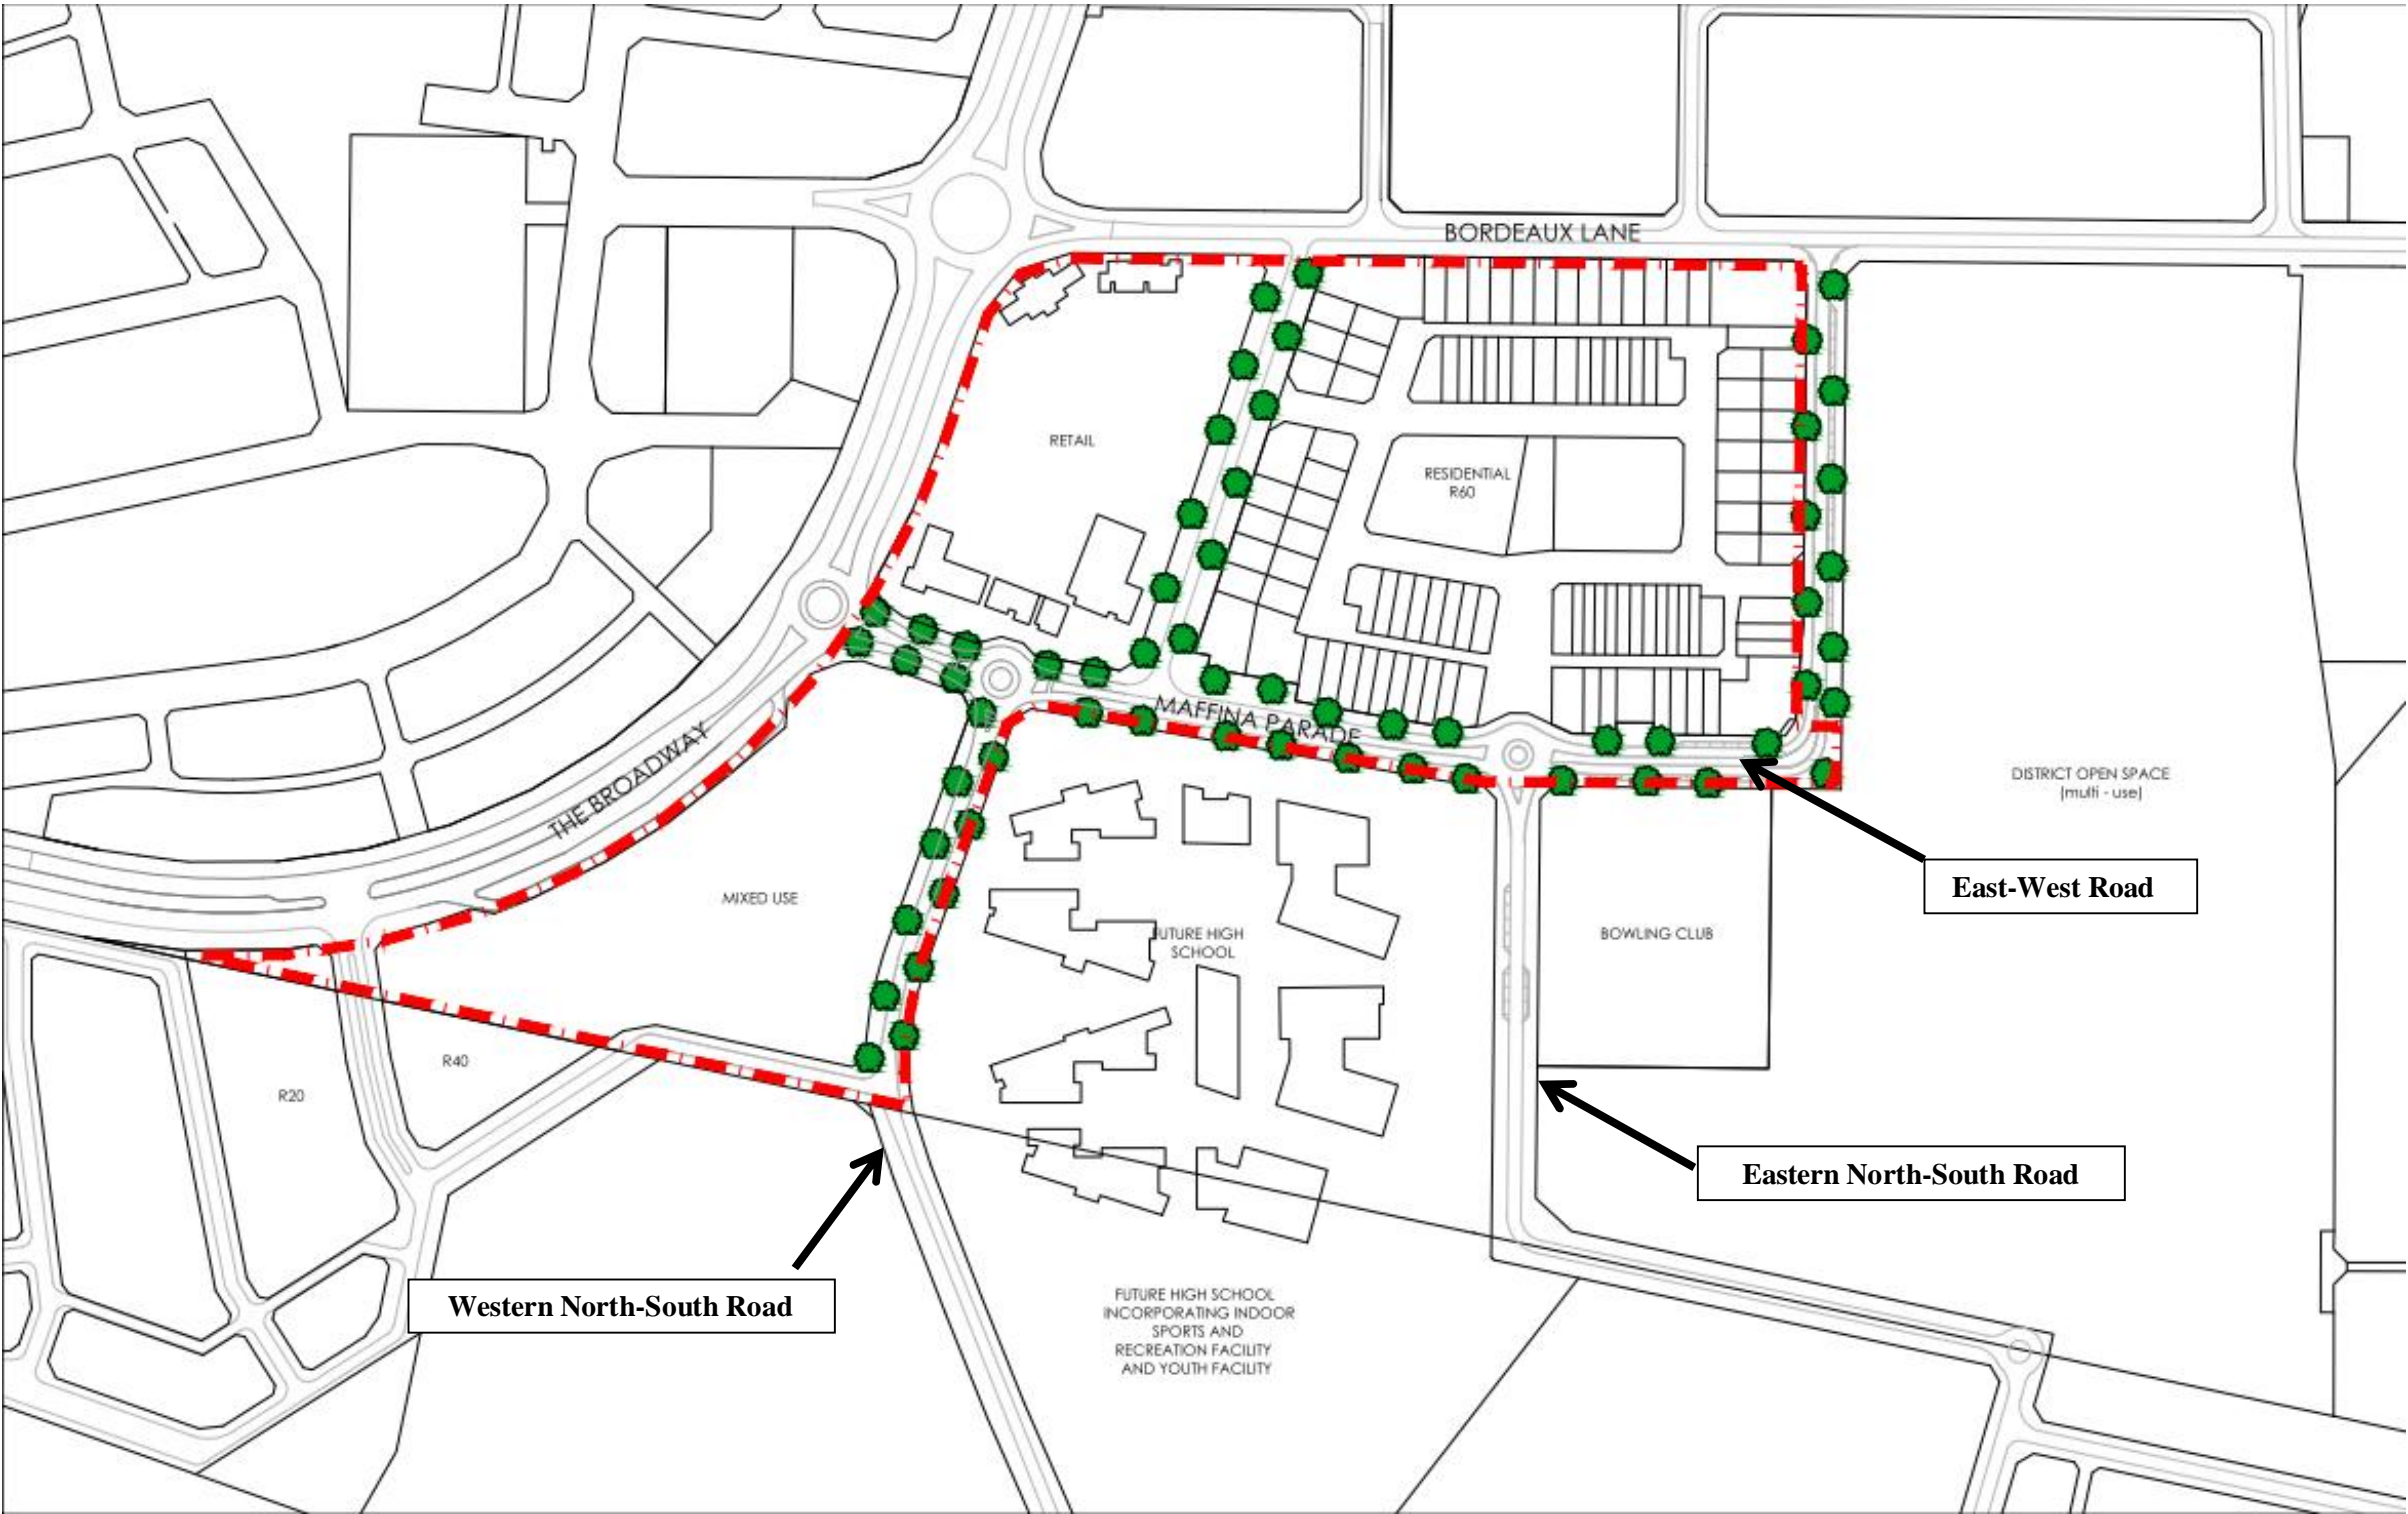 BORDEAUX LANE
RETAIL
RESIDENTIAL
R60
MAFFINA PARADE
THE BROADWAY
DISTRICT OPEN SPACE
(multi - use)
East-West Road
MIXED USE
FUTURE HIGH
SCHOOL
BOWLING CLUB
R40
R20
Eastern North-South Road
Western North-South Road
FUTURE HIGH SCHOOL
INCORPORATING INDOOR
SPORTS AND
RECREATION FACILITY
AND YOUTH FACILITY